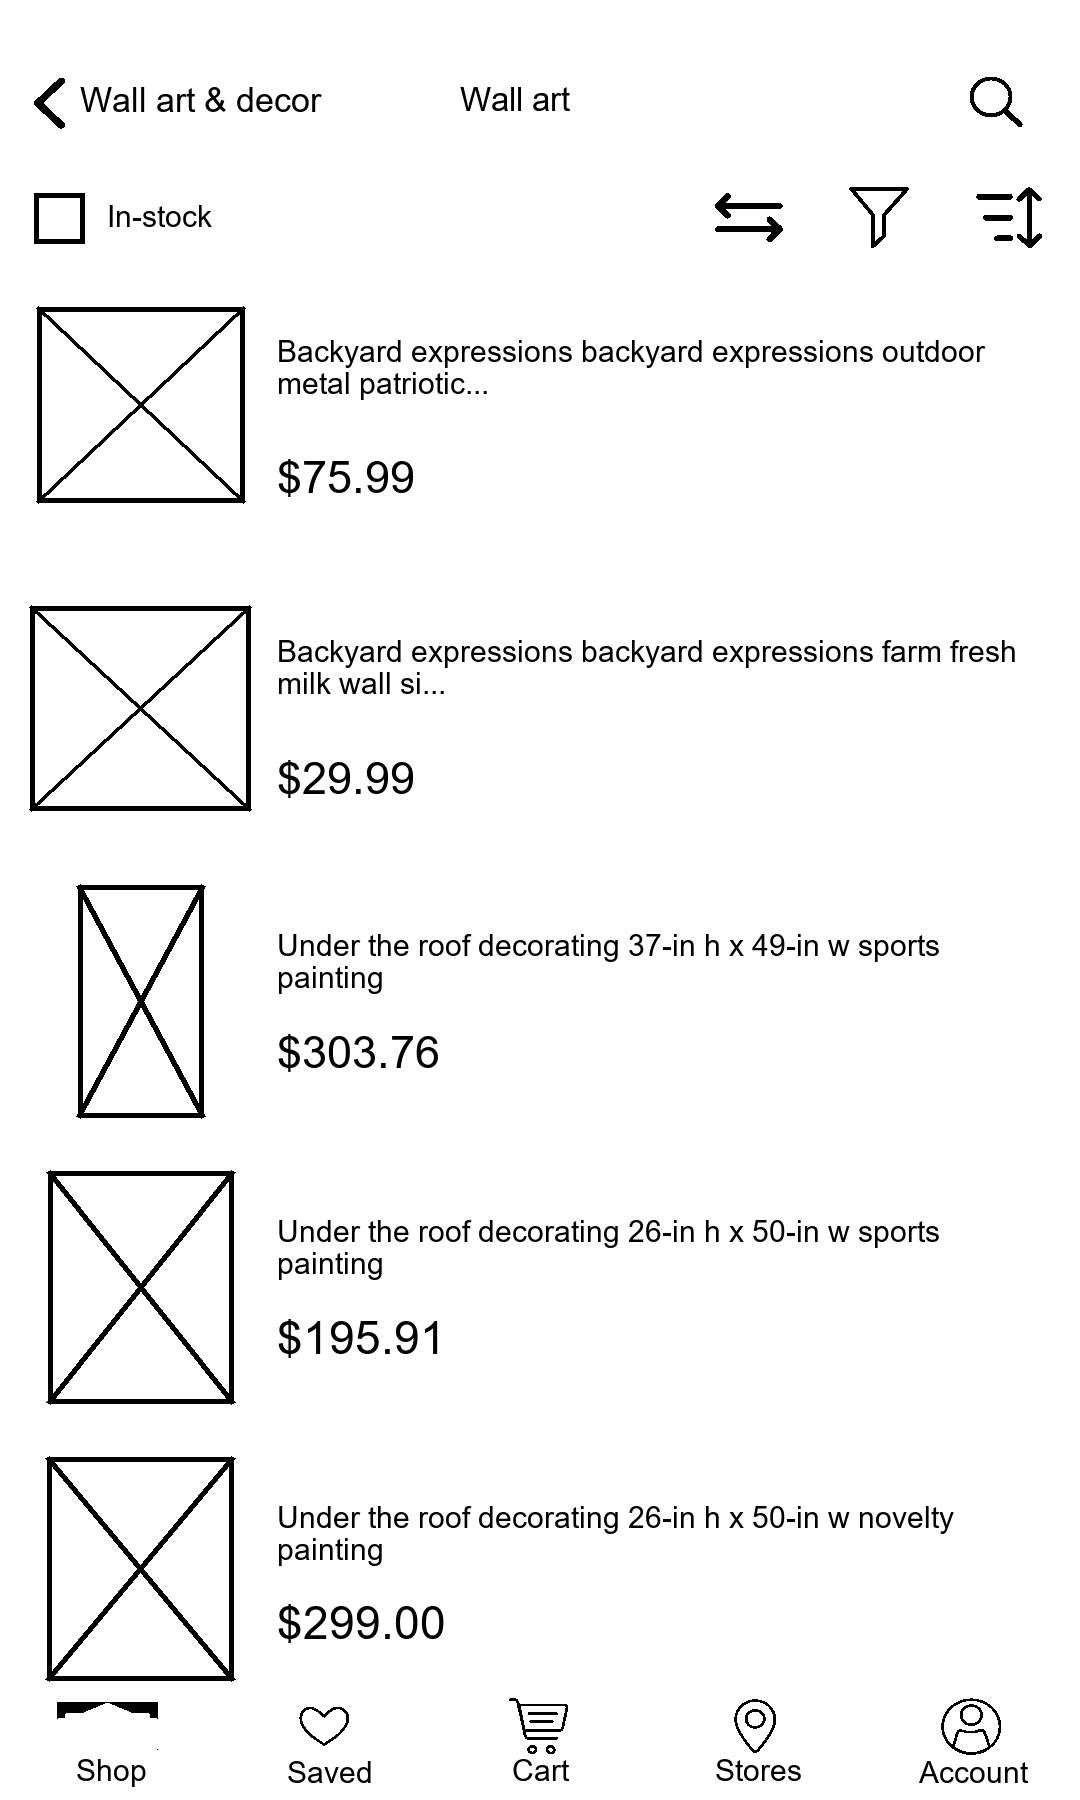 Wall art & decor
Wall art
In-stock
Backyard expressions backyard expressions outdoor
metal patriotic...
$75.99
Backyard expressions backyard expressions farm fresh
milk wall si...
$29.99
Under the roof decorating 37-in h x 49-in w sports
painting
$303.76
Under the roof decorating 26-in h x 50-in w sports
painting
$195.91
Under the roof decorating 26-in h x 50-in w novelty
painting
$299.00
Shop
Saved
Cart
Stores
Account